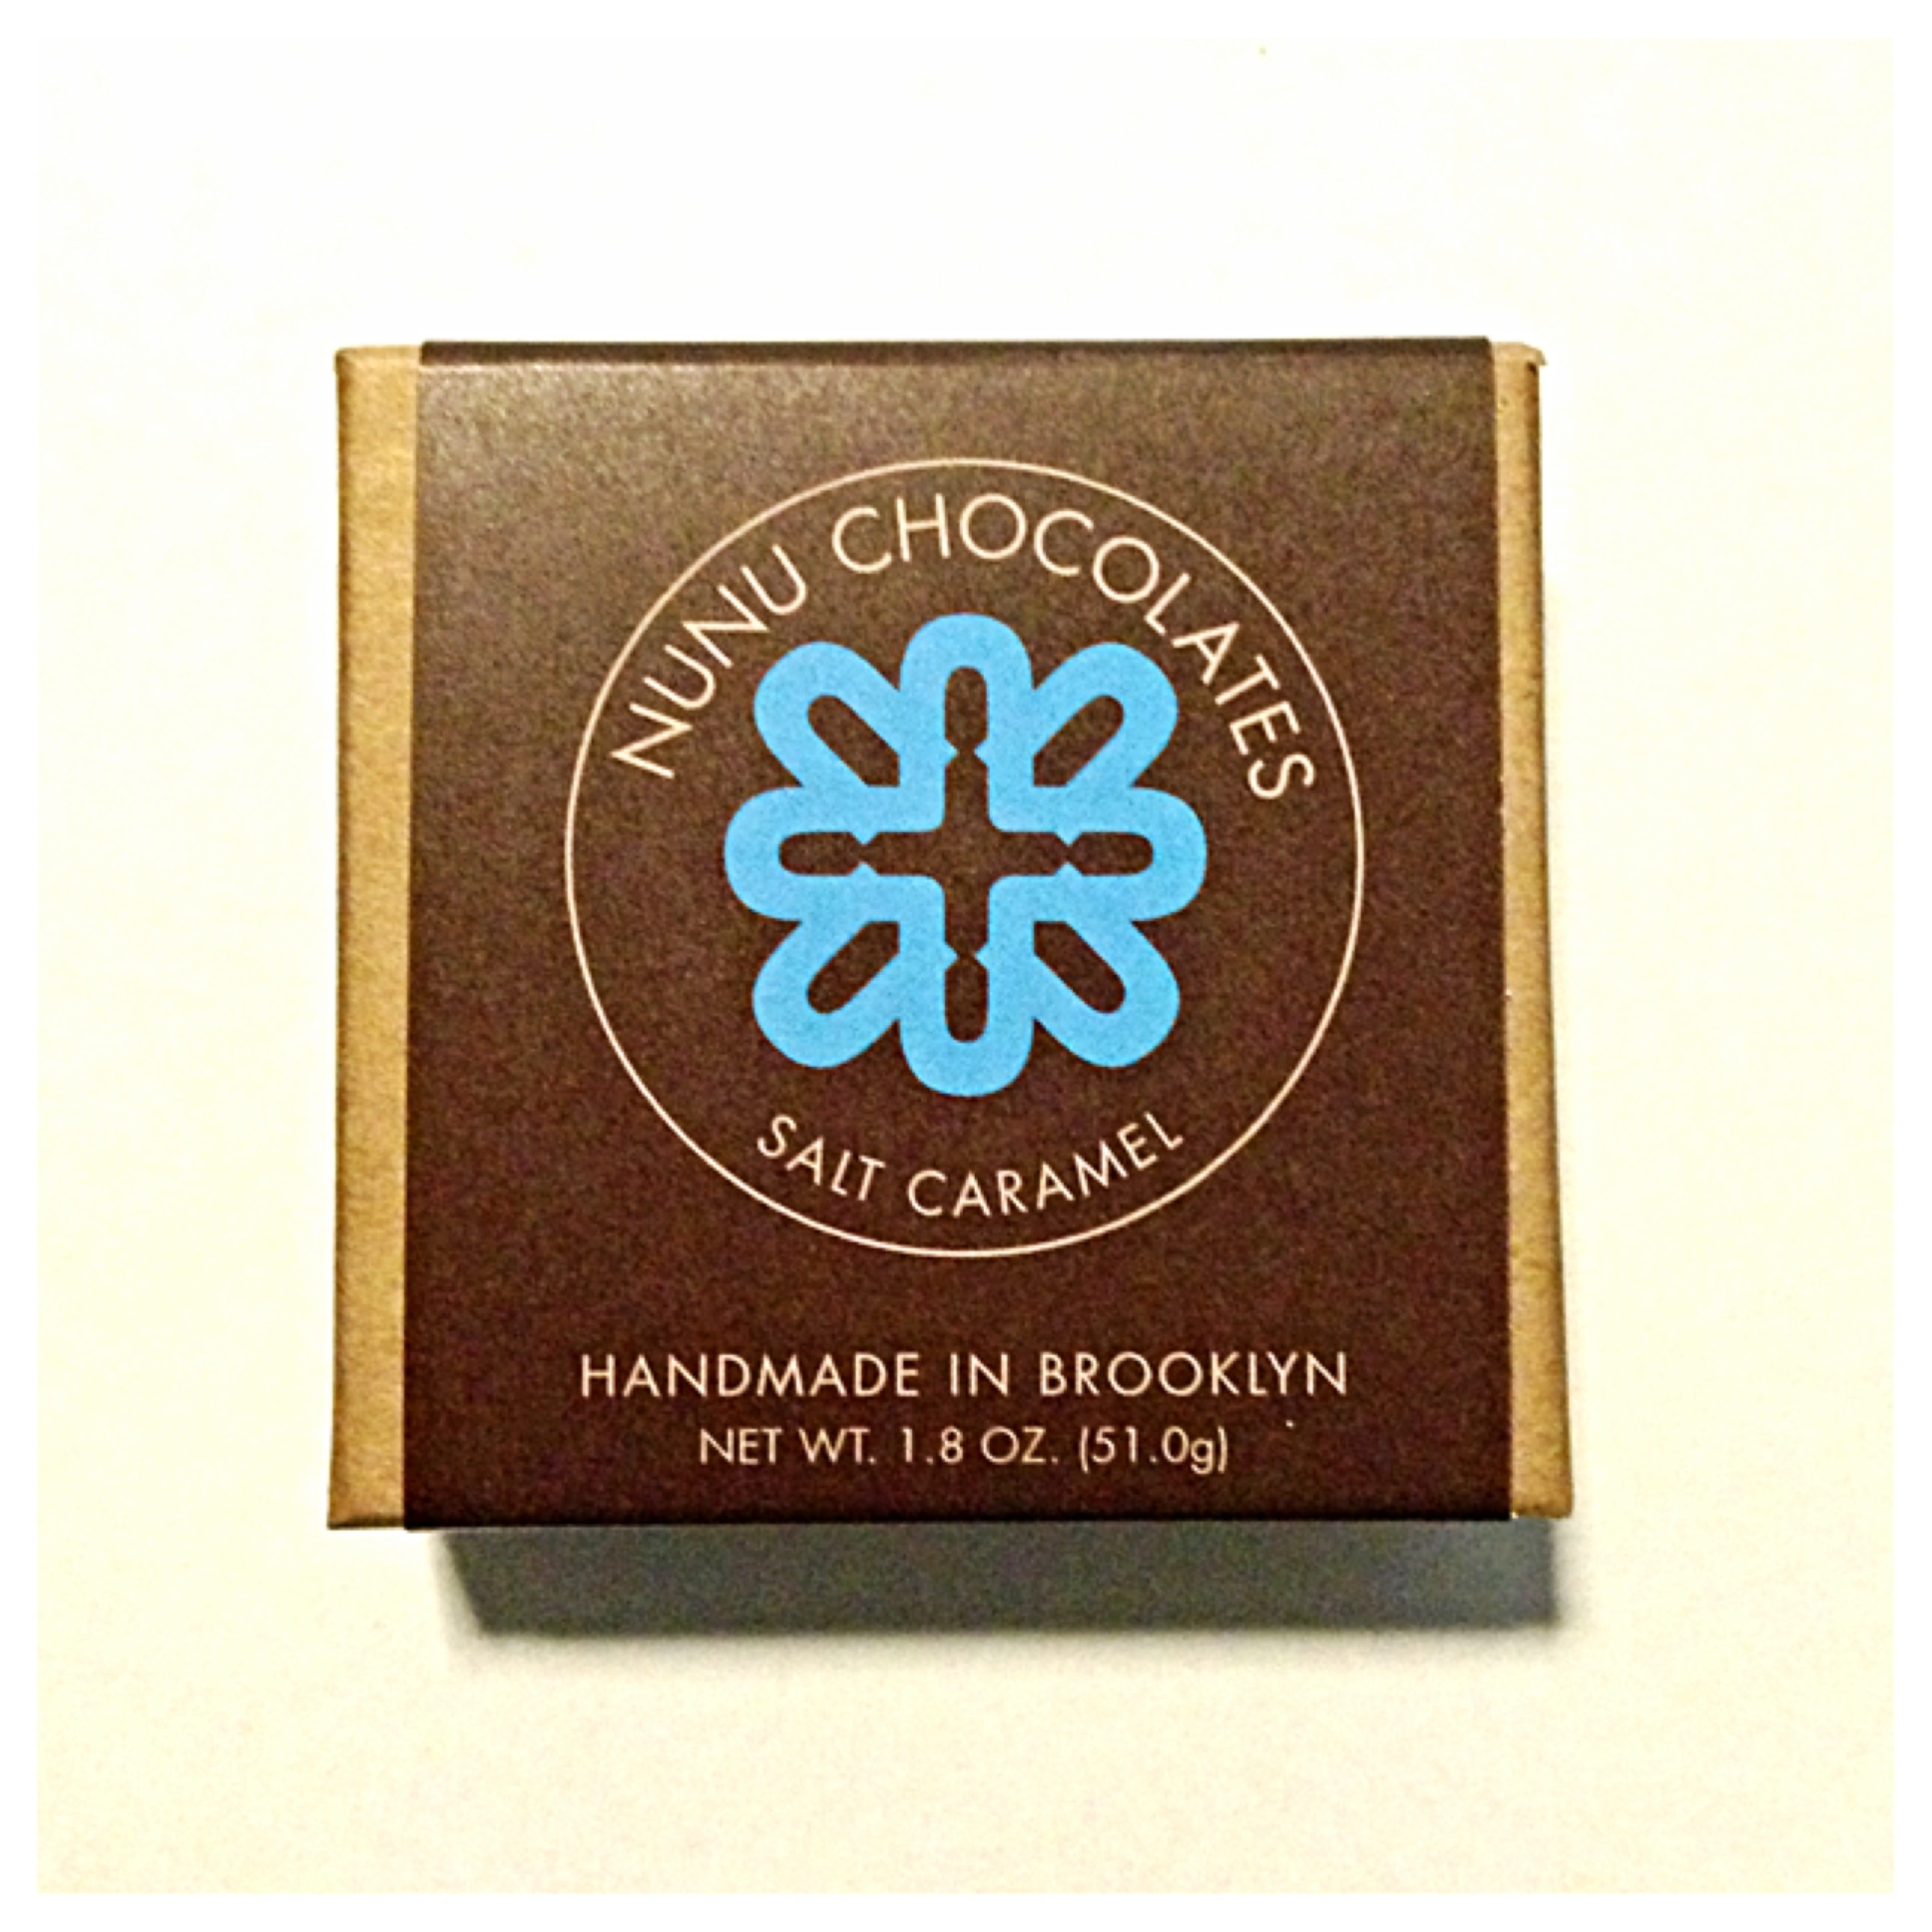 NUNU CHOCOLATES
SALT CARAMEL
HANDMADE IN BROOKLYN
NET WT. 1.8 OZ. (51.0g)